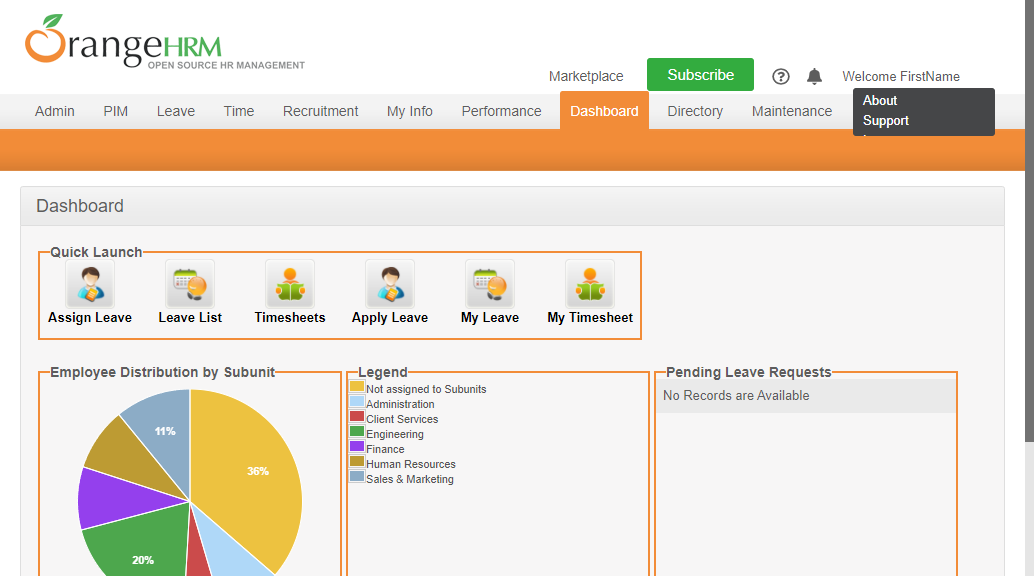 OrangeHRM
OPEN SOURCE HR MANAGEMENT
Marketplace
Subscribe
Welcome FirstName
Admin
PIM
Leave
Time
Recruitment
My Info
Performance
Dashboard
Directory
Maintenance
About
Support
Dashboard
Quick Launch
Assign Leave
Leave List
Timesheets
Apply Leave
My Leave
My Timesheet
Employee Distribution by Subunit
11%
36%
20%
Legend
Not assigned to Subunits
Administration
Client Services
Engineering
Finance
Human Resources
Sales & Marketing
Pending Leave Requests
No Records are Available